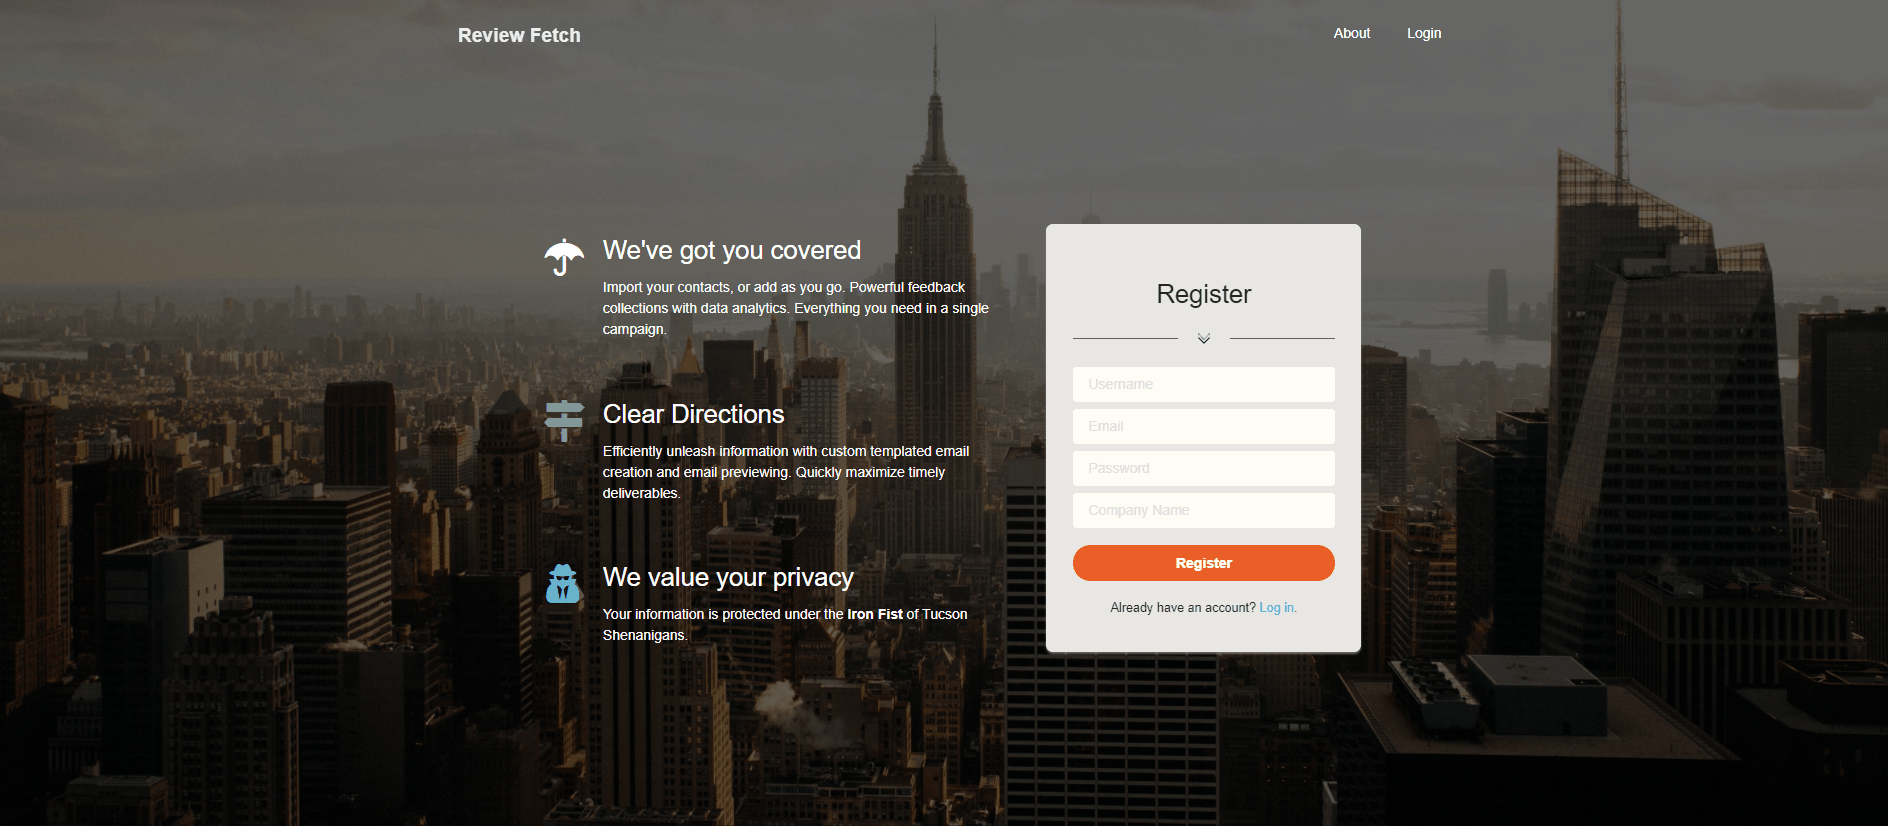 Review Fetch
About
Login
We've got you covered
Import your contacts, or add as you go. Powerful feedback
collections with data analytics. Everything you need in a single
campaign.
Clear Directions
Efficiently unleash information with custom templated email
creation and email previewing. Quickly maximize timely
deliverables.
We value your privacy
Your information is protected under the Iron Fist of Tucson
Shenanigans.
Register
Username
Email
Password
Company Name
Register
Already have an account? Log in.